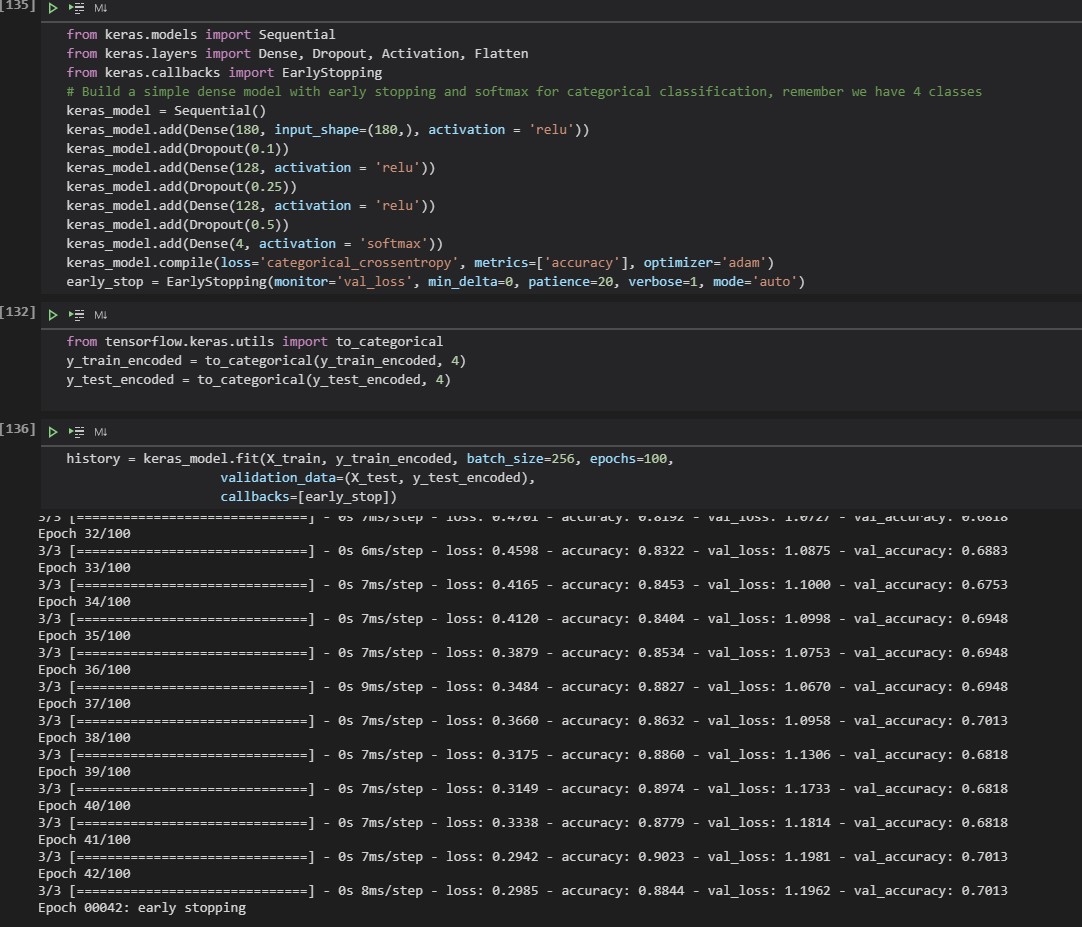 [135]
M↓
from keras.models import Sequential
from keras.layers import Dense, Dropout, Activation, Flatten
from keras.callbacks import EarlyStopping
# Build a simple dense model with early stopping and softmax for categorical classification, remember we have 4 classes
keras_model = Sequential()
keras_model.add(Dense(180, input_shape=(180,), activation = 'relu'))
keras_model.add(Dropout(0.1))
keras_model.add(Dense(128, activation = 'relu'))
keras_model.add(Dropout(0.25))
keras_model.add(Dense(128, activation = 'relu'))
keras_model.add(Dropout(0.5))
keras_model.add(Dense(4, activation = 'softmax'))
keras_model.compile(loss='categorical_crossentropy', metrics=['accuracy'], optimizer='adam')
early_stop = EarlyStopping(monitor='val_loss', min_delta=0, patience=20, verbose=1, mode='auto')
[132]
M↓
from tensorflow.keras.utils import to_categorical
y_train_encoded = to_categorical(y_train_encoded, 4)
y_test_encoded = to_categorical(y_test_encoded, 4)
[136]
M↓
history = keras_model.fit(X_train, y_train_encoded, batch_size=256, epochs=100,
validation_data=(X_test, y_test_encoded),
callbacks=[early_stop])
3/3 [==============================] - 0s 7ms/step - loss: 0.4701 - accuracy: 0.8192 - val_loss: 1.0727 - val_accuracy: 0.6818
Epoch 32/100
3/3 [==============================] - 0s 6ms/step - loss: 0.4598 - accuracy: 0.8322 - val_loss: 1.0875 - val_accuracy: 0.6883
Epoch 33/100
3/3 [==============================] - 0s 7ms/step - loss: 0.4165 - accuracy: 0.8453 - val_loss: 1.1000 - val_accuracy: 0.6753
Epoch 34/100
3/3 [==============================] - 0s 7ms/step - loss: 0.4120 - accuracy: 0.8404 - val_loss: 1.0998 - val_accuracy: 0.6948
Epoch 35/100
3/3 [==============================] - 0s 7ms/step - loss: 0.3879 - accuracy: 0.8534 - val_loss: 1.0753 - val_accuracy: 0.6948
Epoch 36/100
3/3 [==============================] - 0s 9ms/step - loss: 0.3484 - accuracy: 0.8827 - val_loss: 1.0670 - val_accuracy: 0.6948
Epoch 37/100
3/3 [==============================] - 0s 7ms/step - loss: 0.3660 - accuracy: 0.8632 - val_loss: 1.0958 - val_accuracy: 0.7013
Epoch 38/100
3/3 [==============================] - 0s 7ms/step - loss: 0.3175 - accuracy: 0.8860 - val_loss: 1.1306 - val_accuracy: 0.6818
Epoch 39/100
3/3 [==============================] - 0s 7ms/step - loss: 0.3149 - accuracy: 0.8974 - val_loss: 1.1733 - val_accuracy: 0.6818
Epoch 40/100
3/3 [==============================] - 0s 7ms/step - loss: 0.3338 - accuracy: 0.8779 - val_loss: 1.1814 - val_accuracy: 0.6818
Epoch 41/100
3/3 [==============================] - 0s 7ms/step - loss: 0.2942 - accuracy: 0.9023 - val_loss: 1.1981 - val_accuracy: 0.7013
Epoch 42/100
3/3 [==============================] - 0s 8ms/step - loss: 0.2985 - accuracy: 0.8844 - val_loss: 1.1962 - val_accuracy: 0.7013
Epoch 00042: early stopping